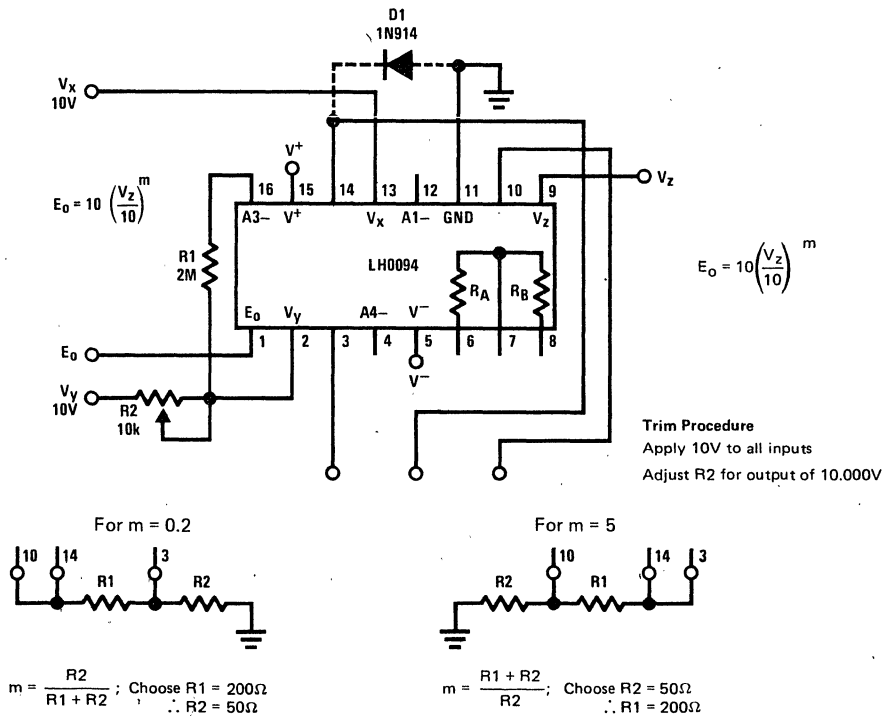 D1
1N914
Vx
10V
V+
16 15 14 13 12 11 10 9
Vz
A3– V+ Vx A1– GND Vz
Eo = 10 (Vz/10)^m
R1
2M
LH0094
RA RB
Eo = 10 (Vz/10)^m
Eo Vy A4– V–
1 2 3 4 5 6 7 8
Eo
V–
Vy
10V
R2
10k
Trim Procedure
Apply 10V to all inputs
Adjust R2 for output of 10.000V
For m = 0.2
10 14 3
R1 R2
m = R2/(R1 + R2) ; Choose R1 = 200Ω
∴ R2 = 50Ω
For m = 5
10 14 3
R2 R1
m = (R1 + R2)/R2 ; Choose R2 = 50Ω
∴ R1 = 200Ω